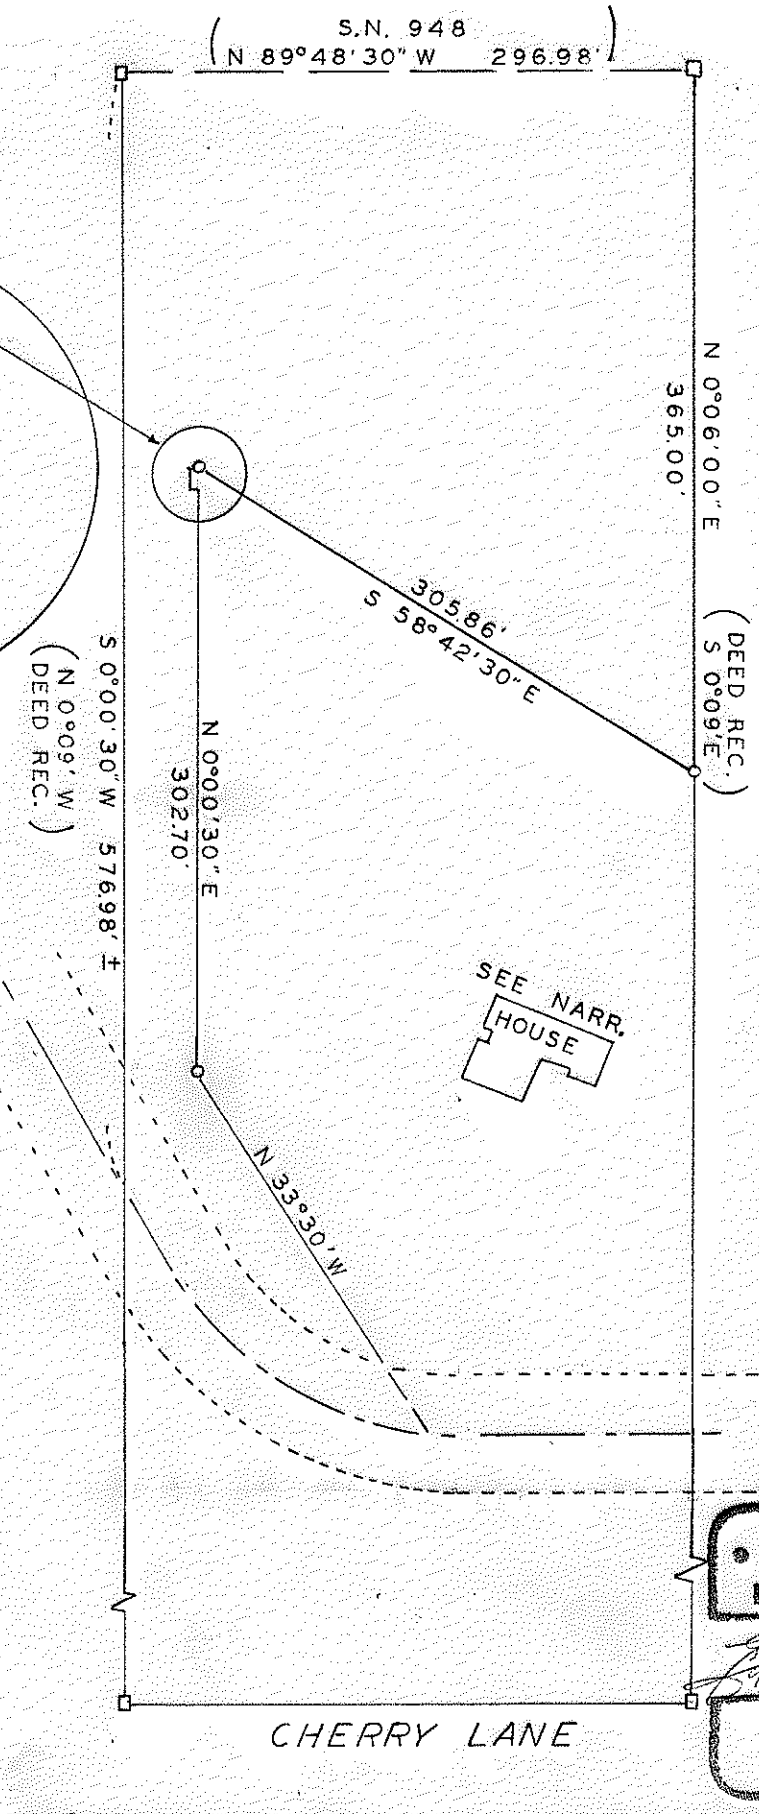 S.N. 948
N 89°48'30" W 296.98'
N 0°06'00" E
365.00'
(DEED REC.
S 0°09'E)
305.86'
S 58°42'30" E
S 0°00'30" W 576.98' ±
(N 0°09' W
DEED REC.)
N 0°00'30" E
302.70'
SEE NARR.
HOUSE
N 33°30' W
CHERRY LANE